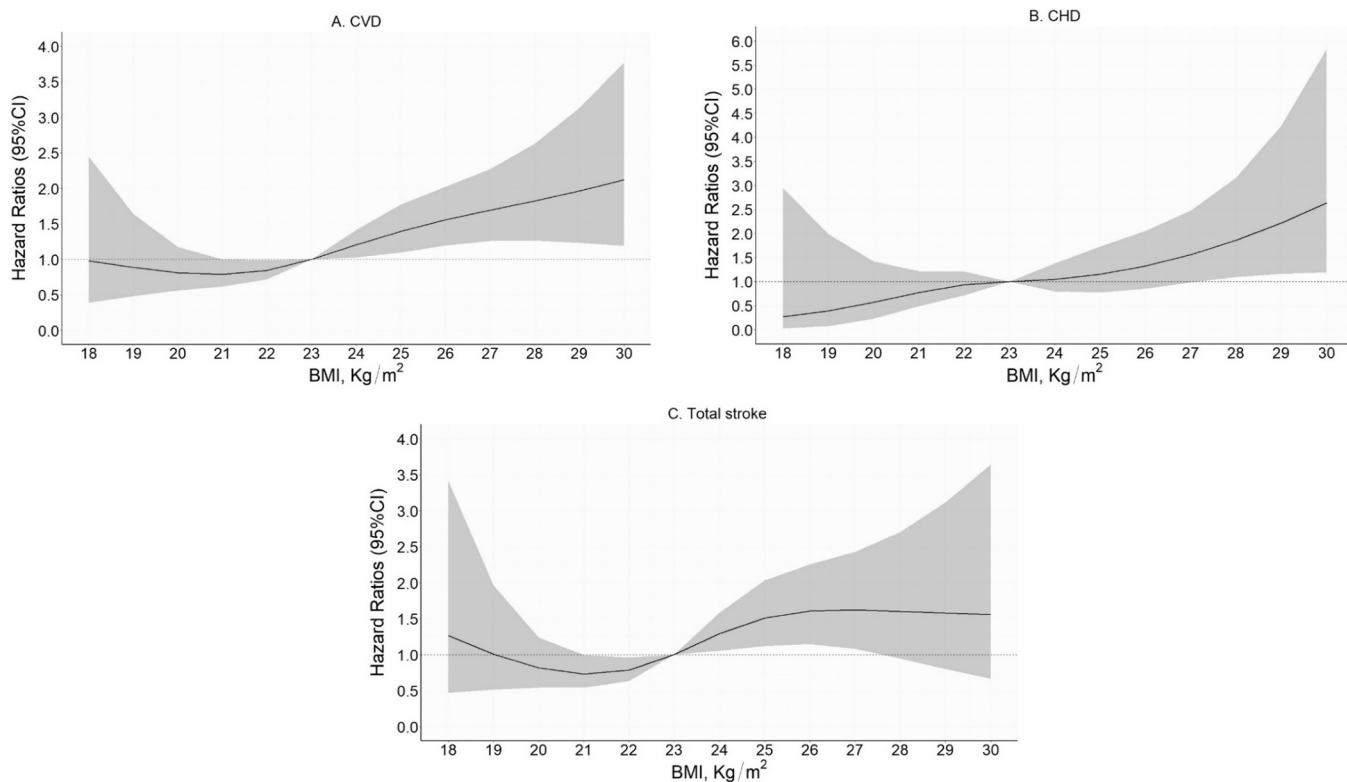 A. CVD
Hazard Ratios (95%CI)
4.0
3.5
3.0
2.5
2.0
1.5
1.0
0.5
0.0
18 19 20 21 22 23 24 25 26 27 28 29 30
BMI, Kg/m²
B. CHD
Hazard Ratios (95%CI)
6.0
5.5
5.0
4.5
4.0
3.5
3.0
2.5
2.0
1.5
1.0
0.5
0.0
18 19 20 21 22 23 24 25 26 27 28 29 30
BMI, Kg/m²
C. Total stroke
Hazard Ratios (95%CI)
4.0
3.5
3.0
2.5
2.0
1.5
1.0
0.5
0.0
18 19 20 21 22 23 24 25 26 27 28 29 30
BMI, Kg/m²